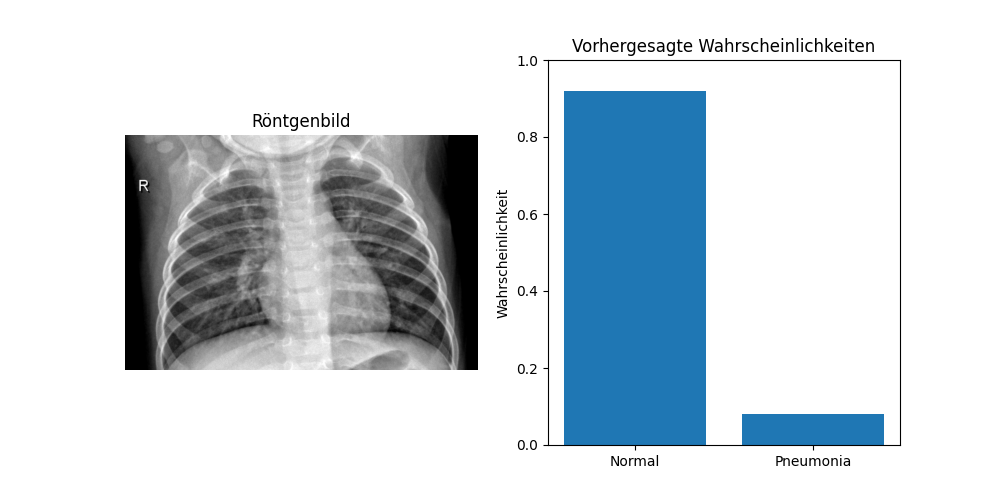 Röntgenbild
R
Vorhergesagte Wahrscheinlichkeiten
Wahrscheinlichkeit
1.0
0.8
0.6
0.4
0.2
0.0
Normal
Pneumonia